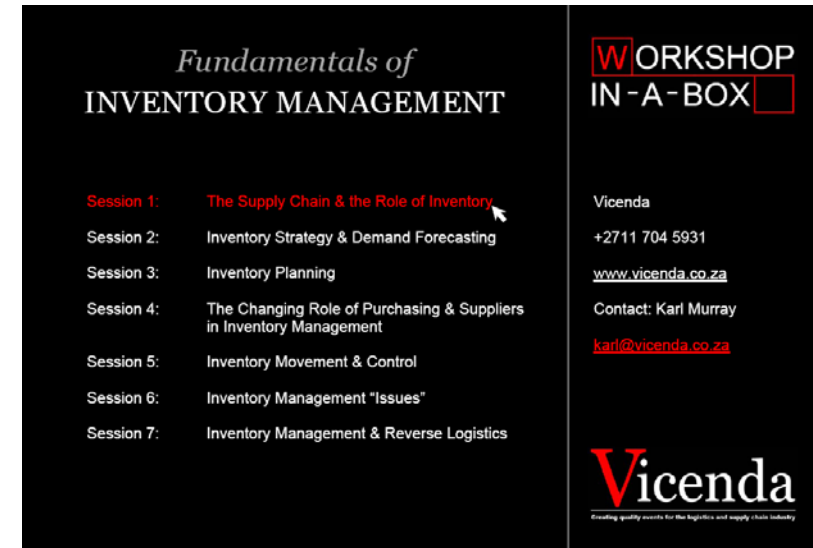 Fundamentals of
INVENTORY MANAGEMENT
Session 1: The Supply Chain & the Role of Inventory
Session 2: Inventory Strategy & Demand Forecasting
Session 3: Inventory Planning
Session 4: The Changing Role of Purchasing & Suppliers
in Inventory Management
Session 5: Inventory Movement & Control
Session 6: Inventory Management “Issues”
Session 7: Inventory Management & Reverse Logistics
WORKSHOP
IN-A-BOX
Vicenda
+2711 704 5931
www.vicenda.co.za
Contact: Karl Murray
karl@vicenda.co.za
Vicenda
Creating quality events for the logistics and supply chain industry